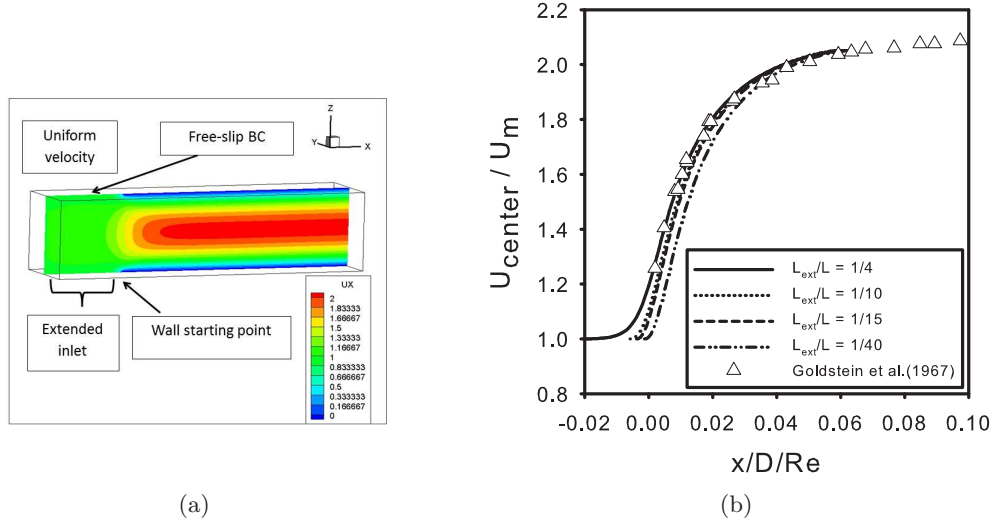 Uniform
velocity
Free-slip BC
Z
Y
X
Extended
inlet
Wall starting point
UX
2
1.83333
1.66667
1.5
1.33333
1.16667
1
0.833333
0.666667
0.5
0.333333
0.166667
0
(a)
2.2
2.0
1.8
1.6
1.4
1.2
1.0
0.8
Ucenter / Um
Lext/L = 1/4
Lext/L = 1/10
Lext/L = 1/15
Lext/L = 1/40
Goldstein et al.(1967)
-0.02 0.00 0.02 0.04 0.06 0.08 0.10
x/D/Re
(b)